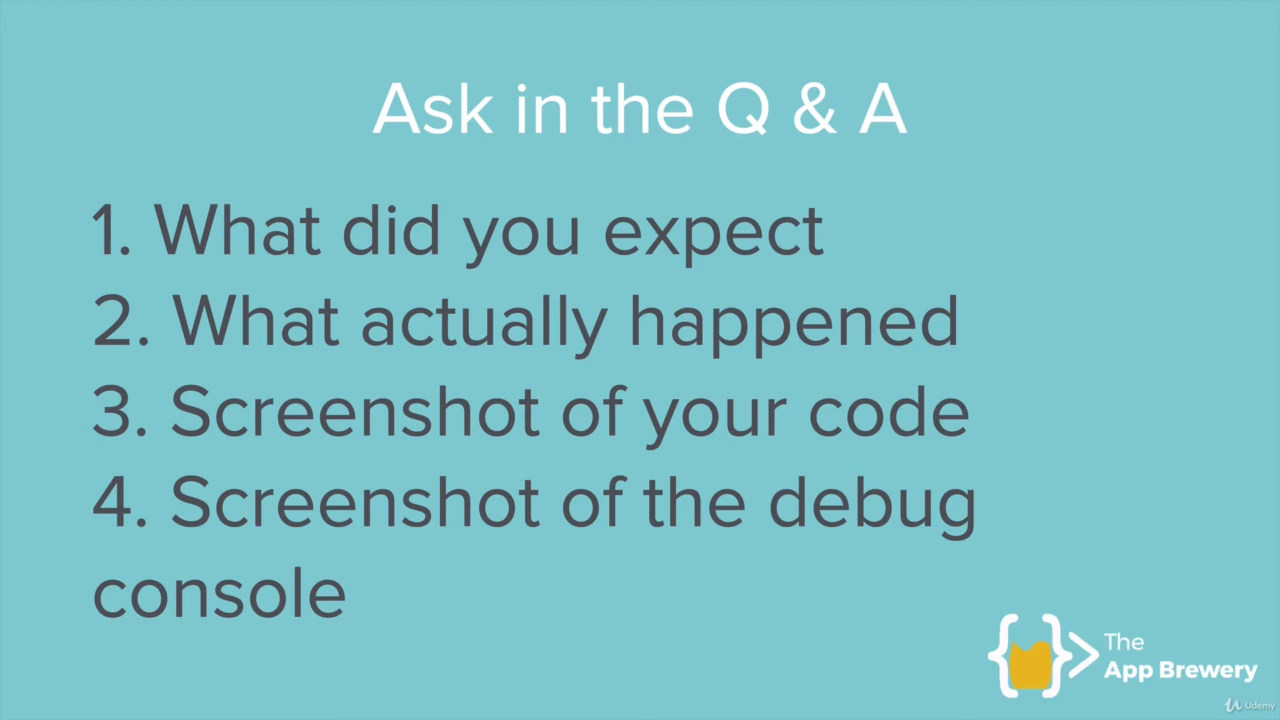 Ask in the Q & A
1. What did you expect
2. What actually happened
3. Screenshot of your code
4. Screenshot of the debug
console
The
App Brewery
Udemy